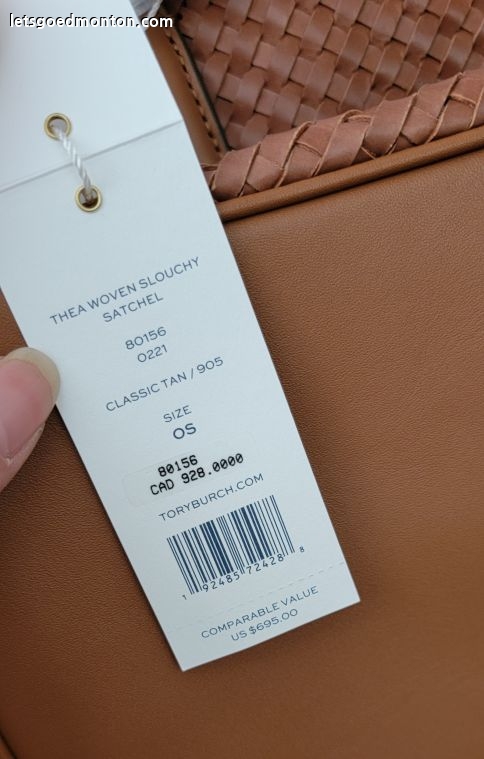 letsgoedmonton.com
THEA WOVEN SLOUCHY
SATCHEL
80156
0221
CLASSIC TAN / 905
SIZE
OS
80156
CAD 928.0000
TORYBURCH.COM
1 92485 72428 8
COMPARABLE VALUE
US $695.00